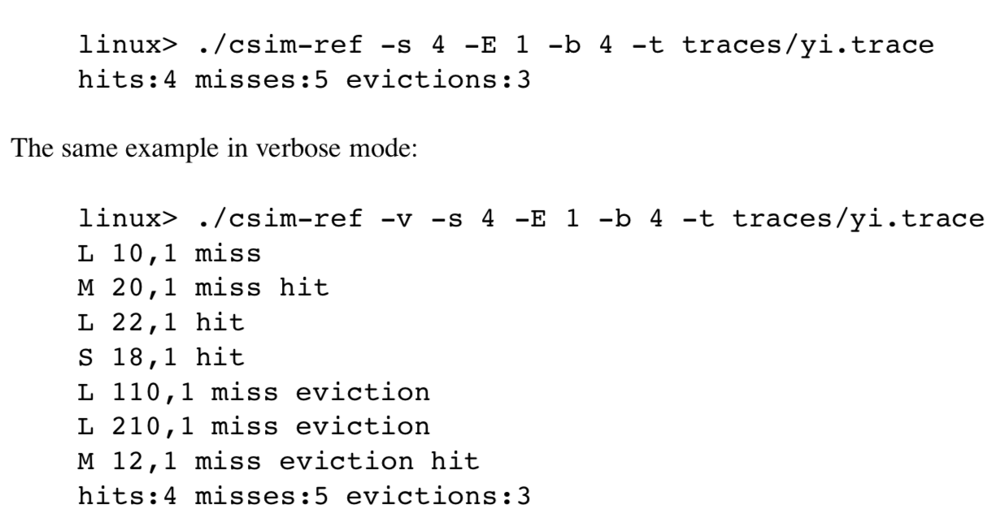 linux> ./csim-ref -s 4 -E 1 -b 4 -t traces/yi.trace
hits:4 misses:5 evictions:3
The same example in verbose mode:
linux> ./csim-ref -v -s 4 -E 1 -b 4 -t traces/yi.trace
L 10,1 miss
M 20,1 miss hit
L 22,1 hit
S 18,1 hit
L 110,1 miss eviction
L 210,1 miss eviction
M 12,1 miss eviction hit
hits:4 misses:5 evictions:3